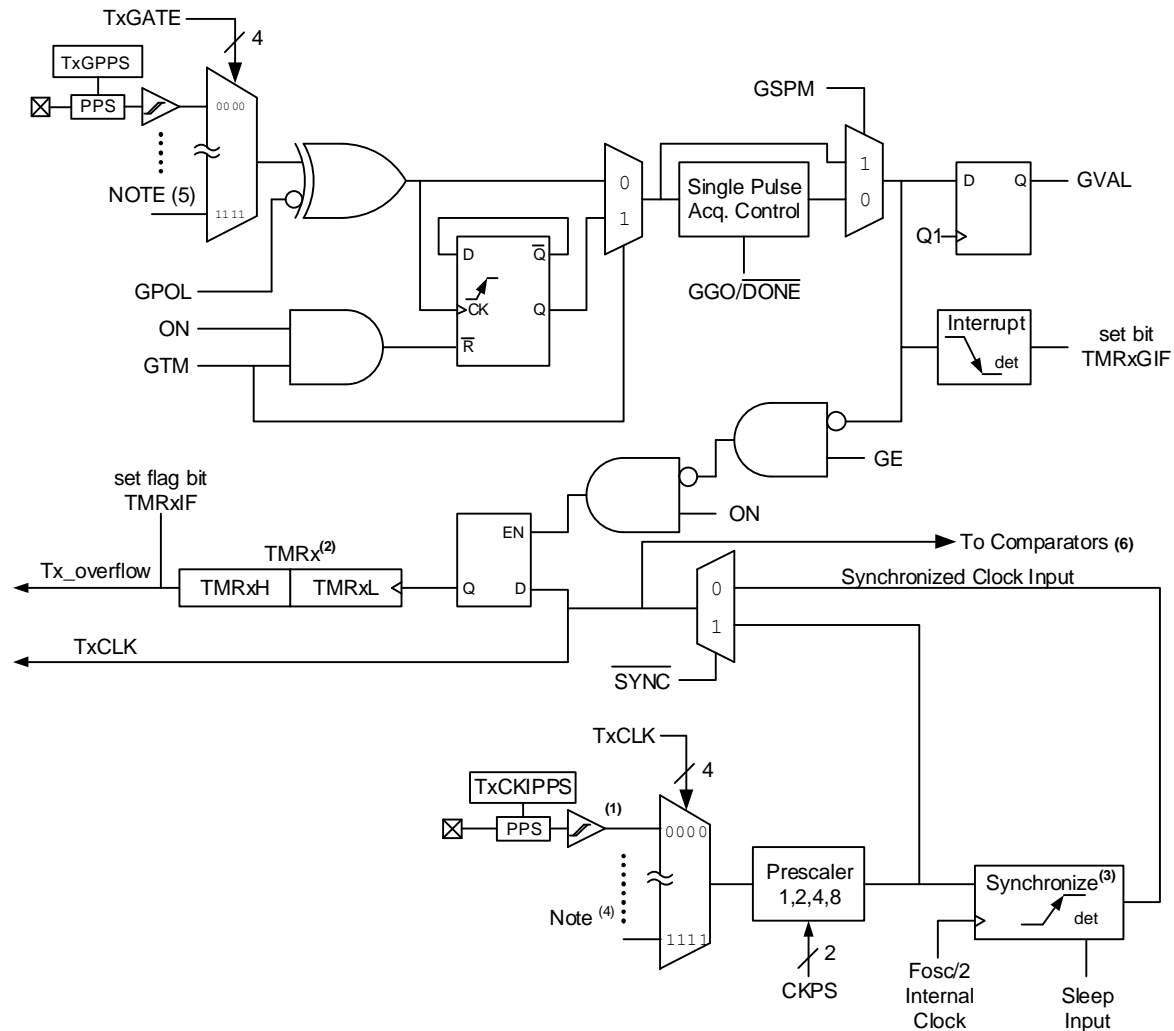 TxGATE
4
TxGPPS
PPS
0000
NOTE (5)
1111
GPOL
ON
GTM
D
Q
CK
Q
R
0
1
Single Pulse
Acq. Control
GGO/DONE
GSPM
1
0
D
Q
Q1
GVAL
Interrupt
det
set bit
TMRxGIF
GE
ON
set flag bit
TMRxIF
Tx_overflow
TMRx(2)
TMRxH
TMRxL
EN
Q
D
TxCLK
To Comparators (6)
Synchronized Clock Input
0
1
SYNC
TxCLK
4
TxCKIPPS
PPS
(1)
0000
Note (4)
1111
Prescaler
1,2,4,8
2
CKPS
Synchronize(3)
det
Fosc/2
Internal
Clock
Sleep
Input